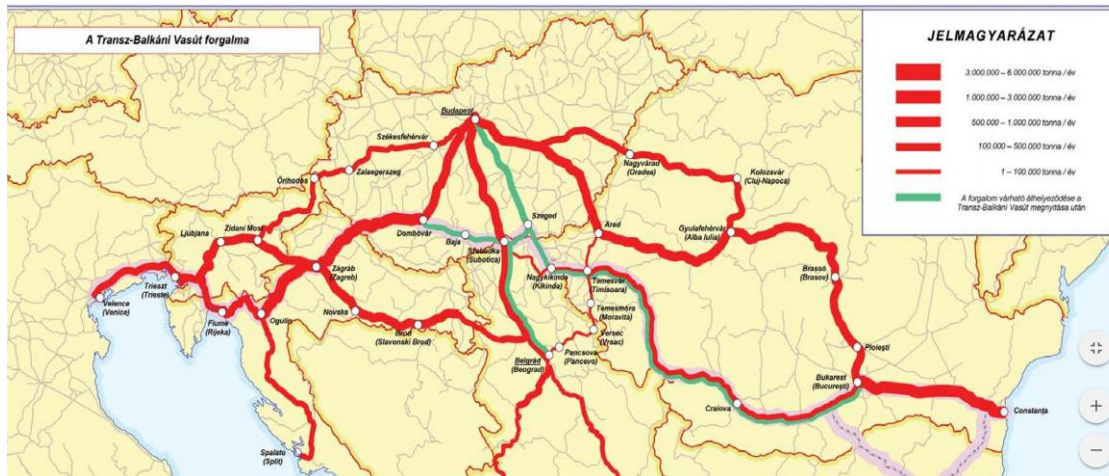 A Transz-Balkáni Vasút forgalma
JELMAGYARÁZAT
3.000.000 – 6.000.000 tonna / év
1.000.000 – 3.000.000 tonna / év
500.000 – 1.000.000 tonna / év
100.000 – 500.000 tonna / év
1 – 100.000 tonna / év
A forgalom várható áthelyeződése a
Transz-Balkáni Vasút megnyitása után
Budapest
Székesfehérvár
Zalaegerszeg
Őrihodos
Nagyvárad
(Oradea)
Kolozsvár
(Cluj-Napoca)
Zidani Most
Ljubjana
Dombóvár
Baja
Szeged
Szabadka
(Subotica)
Arad
Gyulafehérvár
(Alba Iulia)
Trieszt
(Trieste)
Velence
(Venice)
Fiume
(Rijeka)
Ogulin
Zágráb
(Zagreb)
Novska
Brod
(Slavonski Brod)
Nagykikinda
(Kikinda)
Temesvár
(Timisoara)
Temesmóra
(Moravita)
Versec
(Vrsac)
Pancsova
(Pancevo)
Belgrád
(Beograd)
Brassó
(Brasov)
Ploieşti
Bukarest
(Bucureşti)
Craiova
Constanţa
Spalato
(Split)